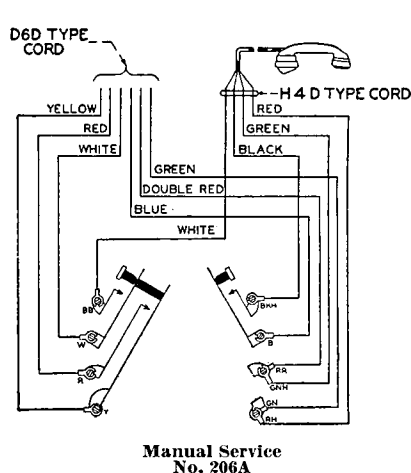 D6D TYPE
CORD
H4D TYPE CORD
YELLOW
RED
RED
GREEN
WHITE
BLACK
GREEN
DOUBLE RED
BLUE
WHITE
BB
BKH
W
B
R
RR
GNH
Y
GN
RH
Manual Service
No. 206A